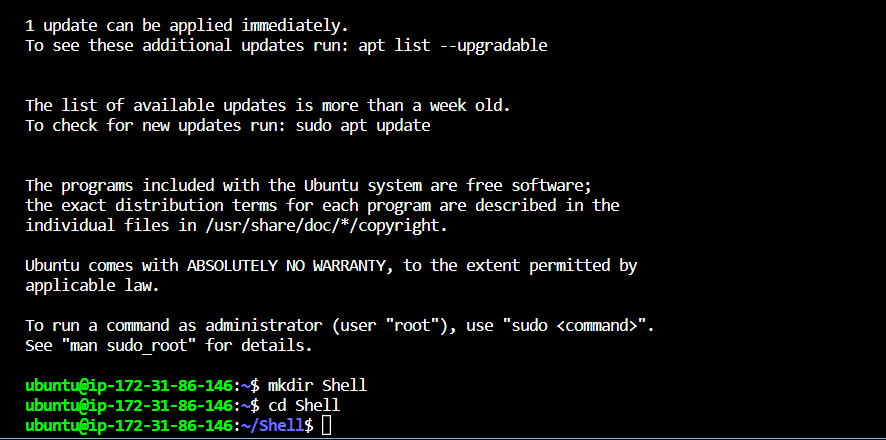 1 update can be applied immediately.
To see these additional updates run: apt list --upgradable
The list of available updates is more than a week old.
To check for new updates run: sudo apt update
The programs included with the Ubuntu system are free software;
the exact distribution terms for each program are described in the
individual files in /usr/share/doc/*/copyright.
Ubuntu comes with ABSOLUTELY NO WARRANTY, to the extent permitted by
applicable law.
To run a command as administrator (user "root"), use "sudo <command>".
See "man sudo_root" for details.
ubuntu@ip-172-31-86-146:~$ mkdir Shell
ubuntu@ip-172-31-86-146:~$ cd Shell
ubuntu@ip-172-31-86-146:~/Shell$